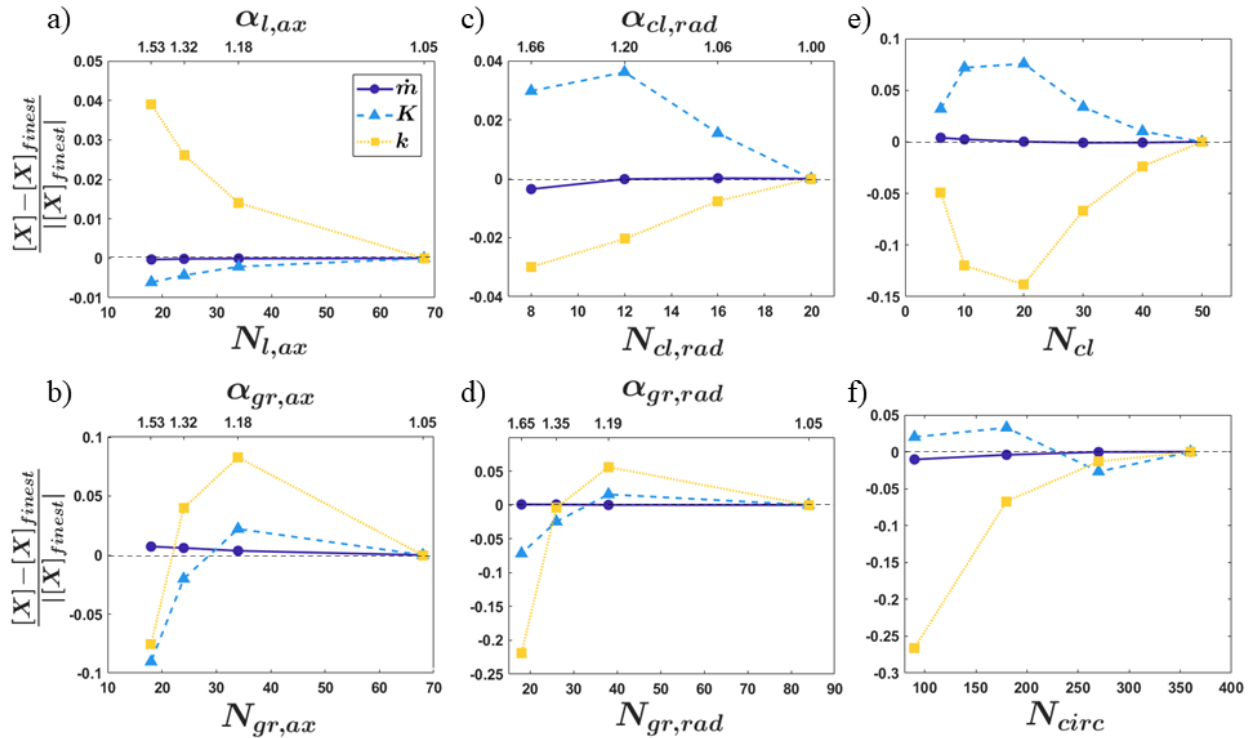 a)
α_{l,ax}
1.53 1.32 1.18 1.05
0.05
0.04
0.03
0.02
0.01
0
-0.01
10 20 30 40 50 60 70
N_{l,ax}
ṁ
K
k
[X]−[X]_{finest}
|[X]_{finest}|
c)
α_{cl,rad}
1.66 1.20 1.06 1.00
0.04
0.02
0
-0.02
-0.04
8 10 12 14 16 18 20
N_{cl,rad}
e)
0.1
0.05
0
-0.05
-0.1
-0.15
0 10 20 30 40 50
N_{cl}
b)
α_{gr,ax}
1.53 1.32 1.18 1.05
0.1
0.05
0
-0.05
-0.1
10 20 30 40 50 60 70
N_{gr,ax}
[X]−[X]_{finest}
|[X]_{finest}|
d)
α_{gr,rad}
1.65 1.35 1.19 1.05
0.05
0
-0.05
-0.1
-0.15
-0.2
-0.25
20 30 40 50 60 70 80 90
N_{gr,rad}
f)
0.05
0
-0.05
-0.1
-0.15
-0.2
-0.25
-0.3
100 150 200 250 300 350 400
N_{circ}